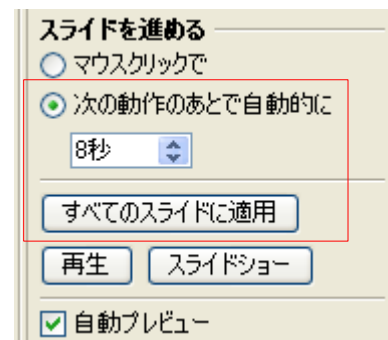 スライドを進める
マウスクリックで
次の動作のあとで自動的に
8秒
すべてのスライドに適用
再生 スライドショー
自動プレビュー